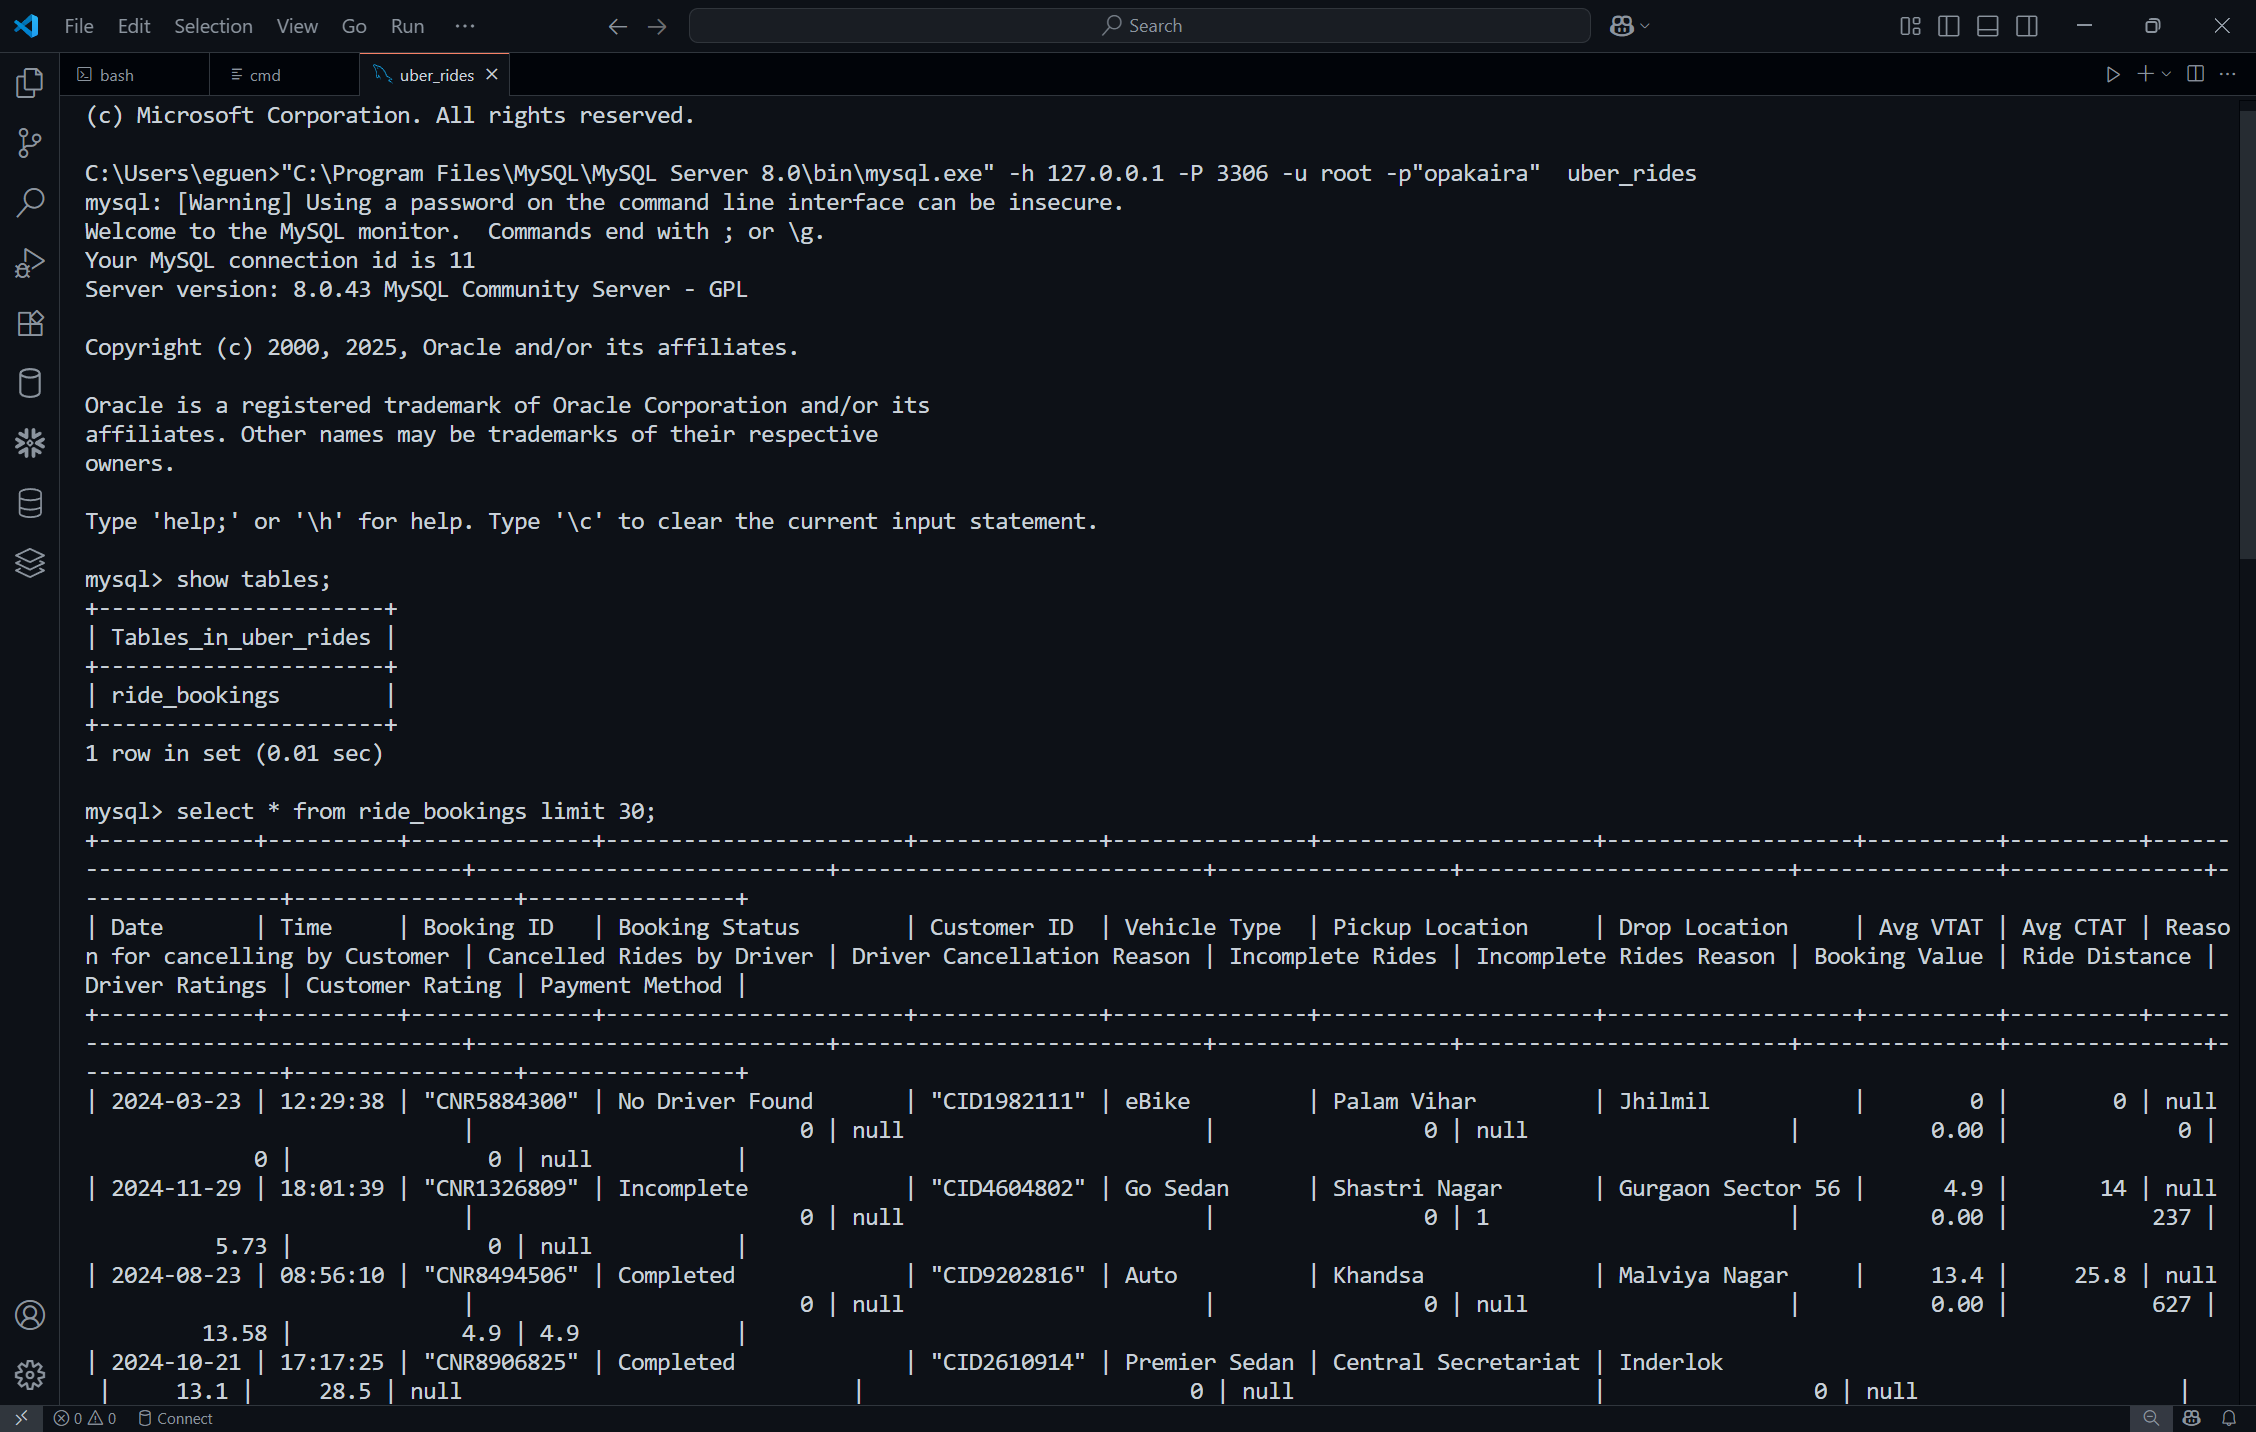 File Edit Selection View Go Run ··· Search
bash cmd uber_rides
(c) Microsoft Corporation. All rights reserved.
C:\Users\eguen>"C:\Program Files\MySQL\MySQL Server 8.0\bin\mysql.exe" -h 127.0.0.1 -P 3306 -u root -p"opakaira"  uber_rides
mysql: [Warning] Using a password on the command line interface can be insecure.
Welcome to the MySQL monitor.  Commands end with ; or \g.
Your MySQL connection id is 11
Server version: 8.0.43 MySQL Community Server - GPL
Copyright (c) 2000, 2025, Oracle and/or its affiliates.
Oracle is a registered trademark of Oracle Corporation and/or its
affiliates. Other names may be trademarks of their respective
owners.
Type 'help;' or '\h' for help. Type '\c' to clear the current input statement.
mysql> show tables;
+----------------------+
| Tables_in_uber_rides |
+----------------------+
| ride_bookings        |
+----------------------+
1 row in set (0.01 sec)
mysql> select * from ride_bookings limit 30;
+------------+----------+--------------+-----------------------+--------------+---------------+---------------------+-------------------+----------+----------+------
-----------------------------+---------------------------+----------------------------+------------------+-------------------------+---------------+---------------+-
---------------+-----------------+----------------+
| Date       | Time     | Booking ID   | Booking Status        | Customer ID  | Vehicle Type  | Pickup Location     | Drop Location     | Avg VTAT | Avg CTAT | Reaso
n for cancelling by Customer | Cancelled Rides by Driver | Driver Cancellation Reason | Incomplete Rides | Incomplete Rides Reason | Booking Value | Ride Distance |
Driver Ratings | Customer Rating | Payment Method |
+------------+----------+--------------+-----------------------+--------------+---------------+---------------------+-------------------+----------+----------+------
-----------------------------+---------------------------+----------------------------+------------------+-------------------------+---------------+---------------+-
---------------+-----------------+----------------+
| 2024-03-23 | 12:29:38 | "CNR5884300" | No Driver Found       | "CID1982111" | eBike         | Palam Vihar         | Jhilmil           |        0 |        0 | null
                             |                         0 | null                       |                0 | null                    |          0.00 |             0 |
             0 |               0 | null           |
| 2024-11-29 | 18:01:39 | "CNR1326809" | Incomplete            | "CID4604802" | Go Sedan      | Shastri Nagar       | Gurgaon Sector 56 |      4.9 |       14 | null
                             |                         0 | null                       |                0 | 1                       |          0.00 |           237 |
          5.73 |               0 | null           |
| 2024-08-23 | 08:56:10 | "CNR8494506" | Completed             | "CID9202816" | Auto          | Khandsa             | Malviya Nagar     |     13.4 |     25.8 | null
                             |                         0 | null                       |                0 | null                    |          0.00 |           627 |
         13.58 |             4.9 | 4.9            |
| 2024-10-21 | 17:17:25 | "CNR8906825" | Completed             | "CID2610914" | Premier Sedan | Central Secretariat | Inderlok
 |     13.1 |     28.5 | null                              |                         0 | null                       |                0 | null                    |
0 0 Connect